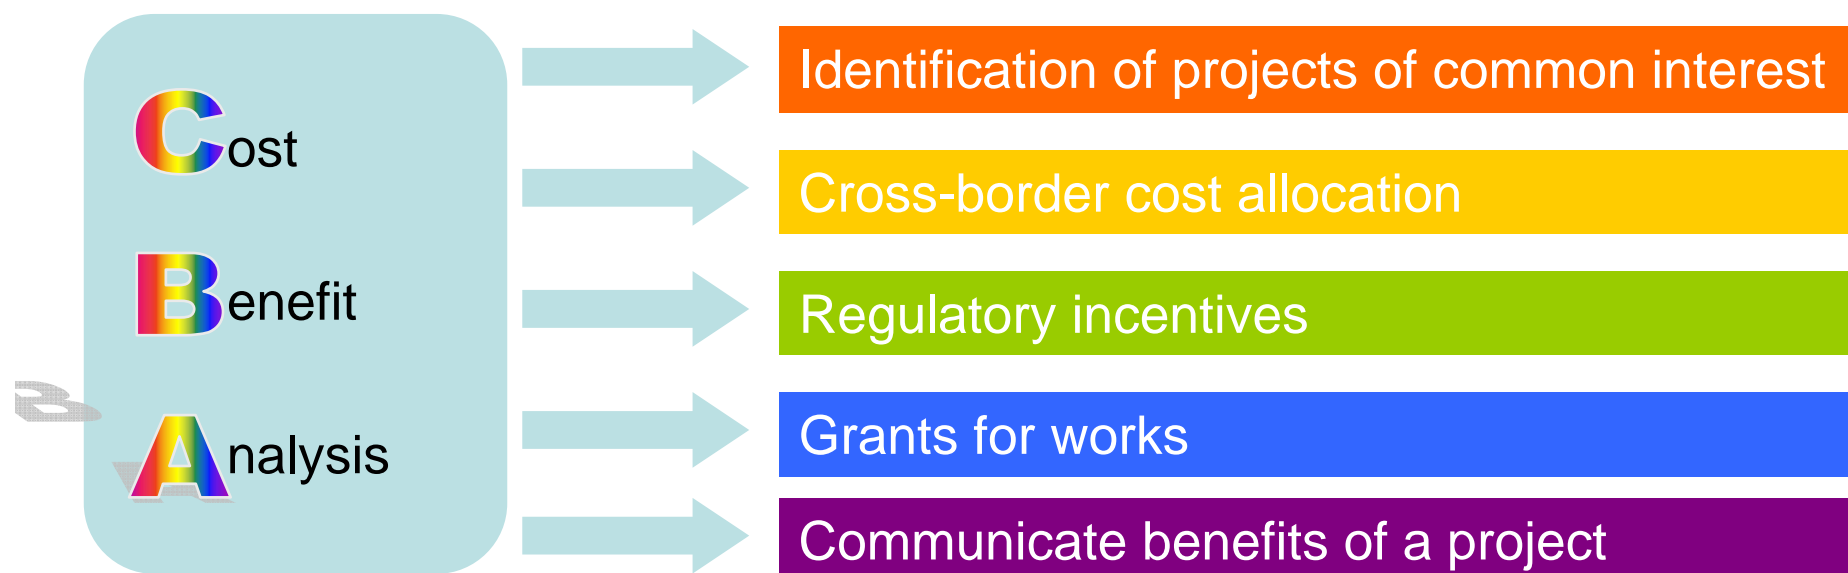 Cost
Benefit
Analysis
Identification of projects of common interest
Cross-border cost allocation
Regulatory incentives
Grants for works
Communicate benefits of a project